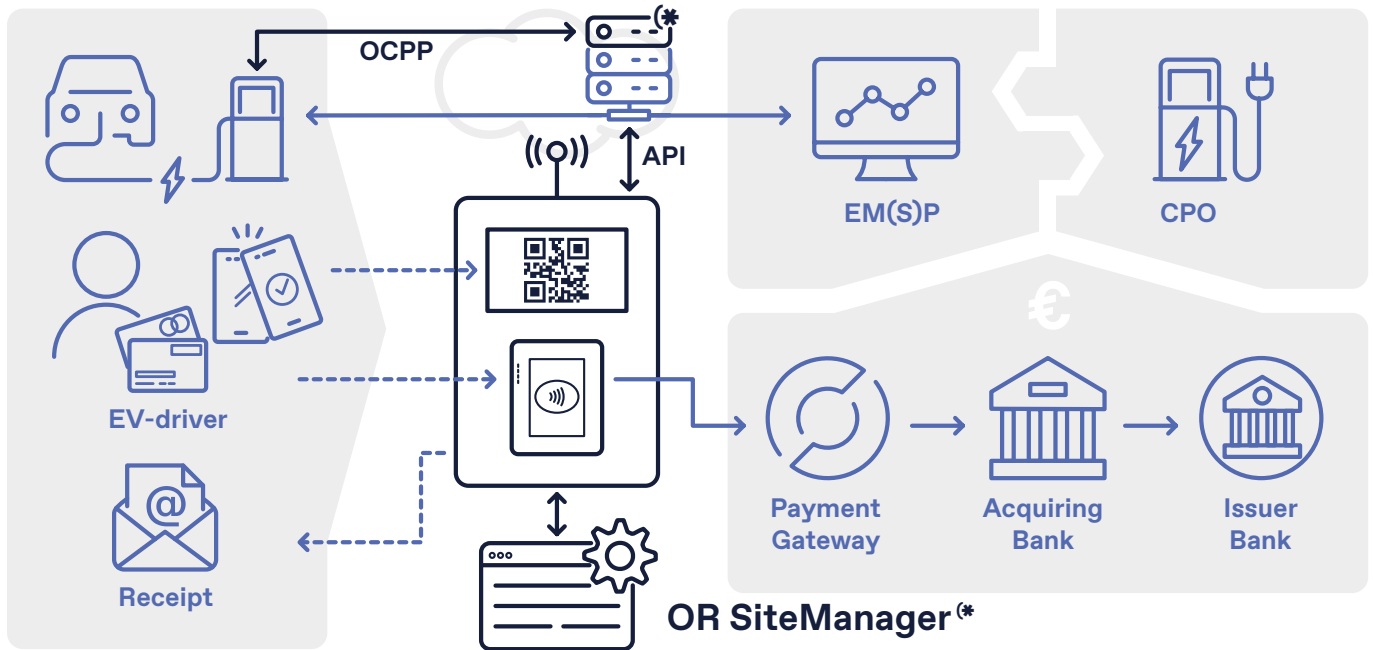 (*
OCPP
API
EM(S)P
CPO
€
EV-driver
@
Receipt
Payment
Gateway
Acquiring
Bank
Issuer
Bank
OR SiteManager(*